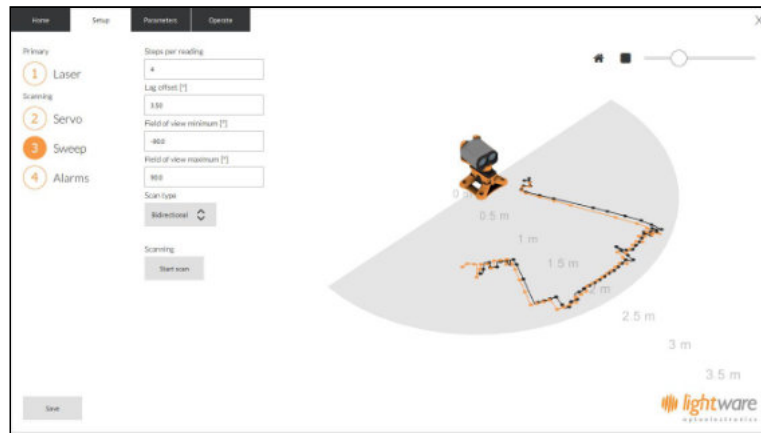 Home Setup Parameters Operate X
Primary
1 Laser
Scanning
2 Servo
3 Sweep
4 Alarms
Steps per reading
4
Lag offset [°]
3.50
Field of view minimum [°]
-90.0
Field of view maximum [°]
90.0
Scan type
Bidirectional
Scanning
Start scan
Save
0.5 m
1 m
1.5 m
2 m
2.5 m
3 m
3.5 m
lightware
optoelectronics